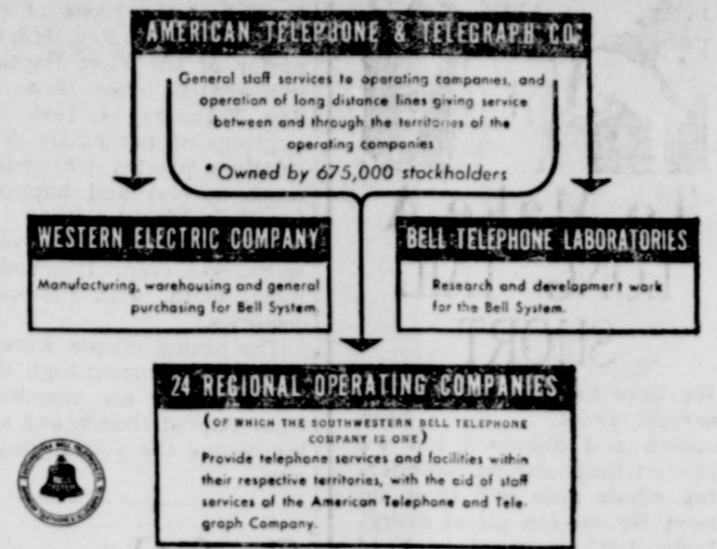 AMERICAN TELEPHONE & TELEGRAPH CO.
General staff services to operating companies, and
operation of long distance lines giving service
between and through the territories of the
operating companies
*Owned by 675,000 stockholders
WESTERN ELECTRIC COMPANY
Manufacturing, warehousing and general
purchasing for Bell System.
BELL TELEPHONE LABORATORIES
Research and development work
for the Bell System.
24 REGIONAL OPERATING COMPANIES
(OF WHICH THE SOUTHWESTERN BELL TELEPHONE
COMPANY IS ONE)
Provide telephone services and facilities within
their respective territories, with the aid of staff
services of the American Telephone and Tele-
graph Company.
BELL
SYSTEM